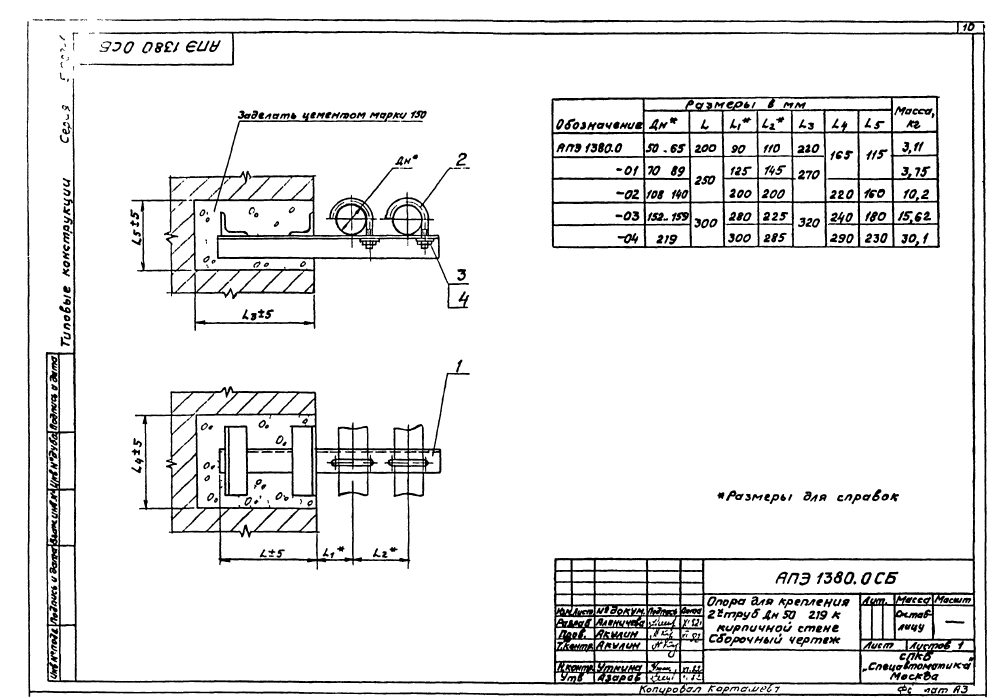 10
АПЭ 1380 0СБ
Типовые конструкции Серия
Заделать цементом марки 150
Дн*
2
3
4
L5±5
L3±5
1
L4±5
L±5
L1*
L2*
Размеры в мм
Обозначение Дн* L L1* L2* L3 L4 L5 Масса, кг
АПЭ 1380.0 50..65 200 90 110 220 165 115 3,11
-01 70 89 250 125 145 270 3,75
-02 108 140 200 200 220 160 10,2
-03 152..159 300 280 225 320 240 180 15,62
-04 219 300 285 290 230 30,1
*Размеры для справок
АПЭ 1380.0СБ
Опора для крепления
2х труб Дн 50 219 к
кирпичной стене
Сборочный чертеж
Лит. Масса Масшт
См.таб-
лицу —
Лист Листов 1
СПКБ
„Спецавтоматика"
Москва
Изм. Лист № докум. Подпись Дата
Разраб Аленичева
Пров. Акулин
Т.контр. Акулин
Н.контр. Уткина
Утв Азаров
Инв № подл. Подпись и дата Взам. инв. № Инв № дубл. Подпись и дата
Копировал
Формат А3